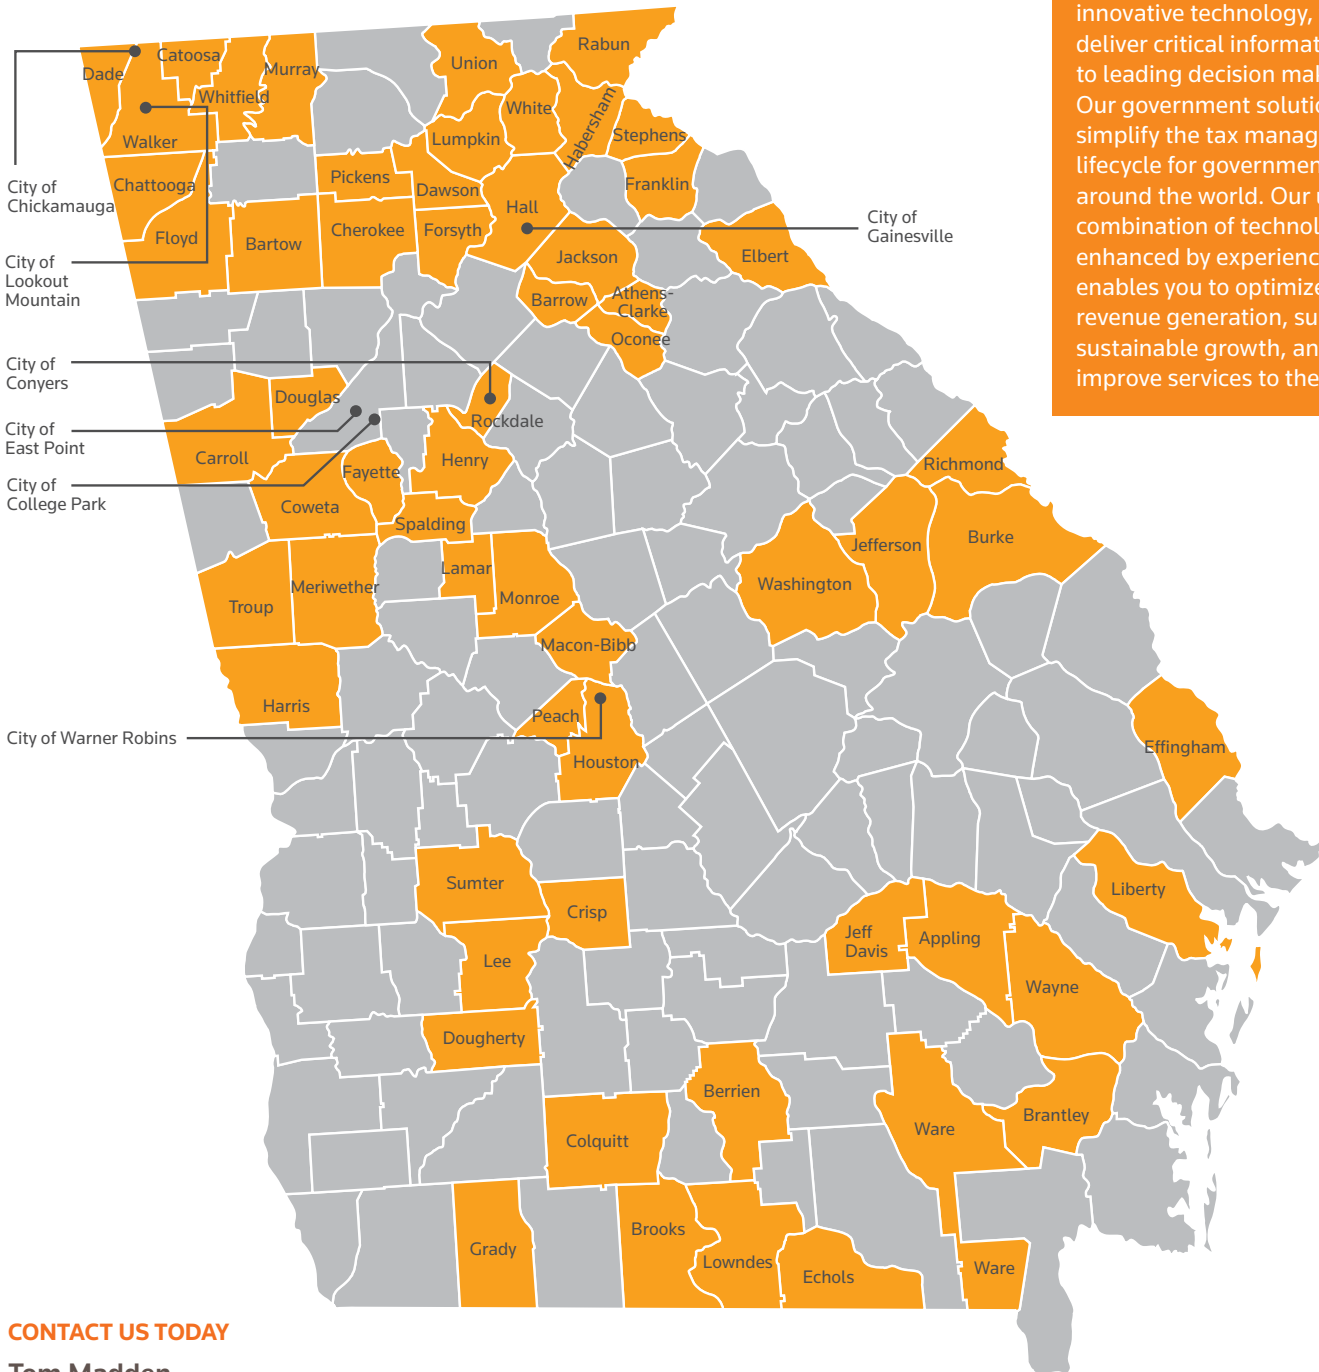 innovative technology,
deliver critical informat
to leading decision mak
Our government solutio
simplify the tax manag
lifecycle for governmen
around the world. Our u
combination of technol
enhanced by experienc
enables you to optimize
revenue generation, su
sustainable growth, an
improve services to the
Rabun
Union
Catoosa
Dade
Murray
Whitfield
White
Habersham
Stephens
Lumpkin
Walker
Pickens
Dawson
Franklin
Chattooga
City of
Chickamauga
Hall
City of
Gainesville
Cherokee
Forsyth
Floyd
Bartow
Jackson
Elbert
City of
Lookout
Mountain
Barrow
Athens-
Clarke
Oconee
City of
Conyers
Douglas
Rockdale
City of
East Point
Carroll
Fayette
Henry
Richmond
City of
College Park
Coweta
Spalding
Jefferson
Burke
Lamar
Meriwether
Monroe
Washington
Troup
Macon-Bibb
Harris
Peach
City of Warner Robins
Houston
Effingham
Sumter
Crisp
Liberty
Jeff
Davis
Appling
Lee
Wayne
Dougherty
Berrien
Brantley
Ware
Colquitt
Brooks
Grady
Lowndes
Echols
Ware
CONTACT US TODAY
Tom Madden